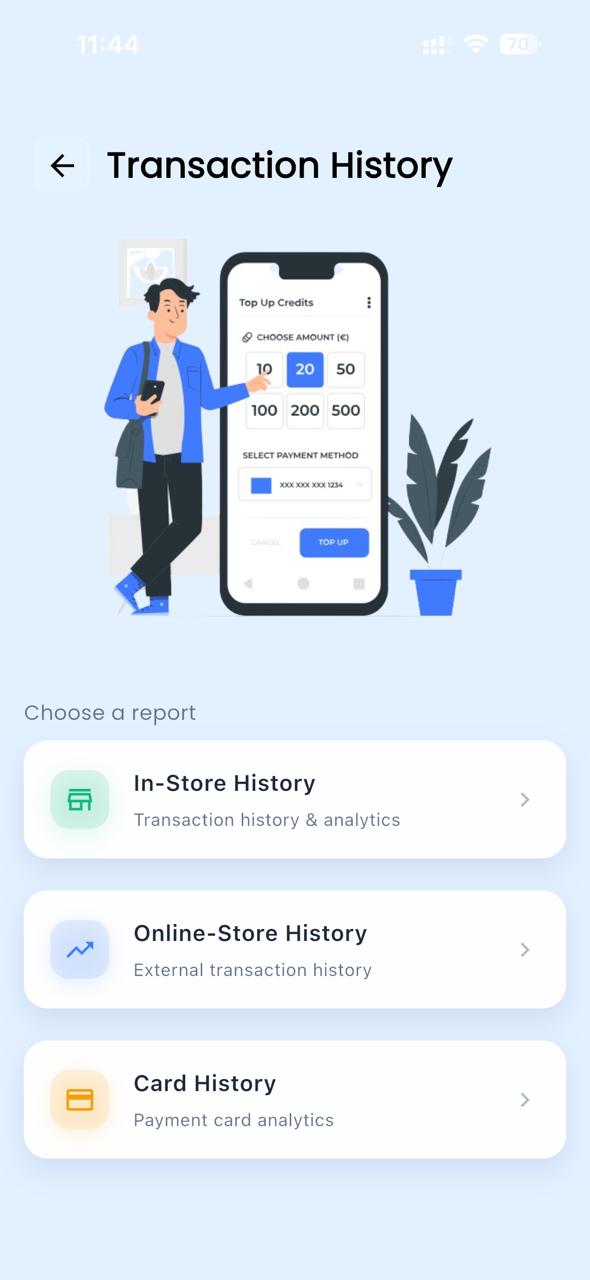 11:44
70
Transaction History
Top Up Credits
CHOOSE AMOUNT (€)
10 20 50
100 200 500
SELECT PAYMENT METHOD
XXX XXX XXX 1234
CANCEL TOP UP
Choose a report
In-Store History
Transaction history & analytics
Online-Store History
External transaction history
Card History
Payment card analytics